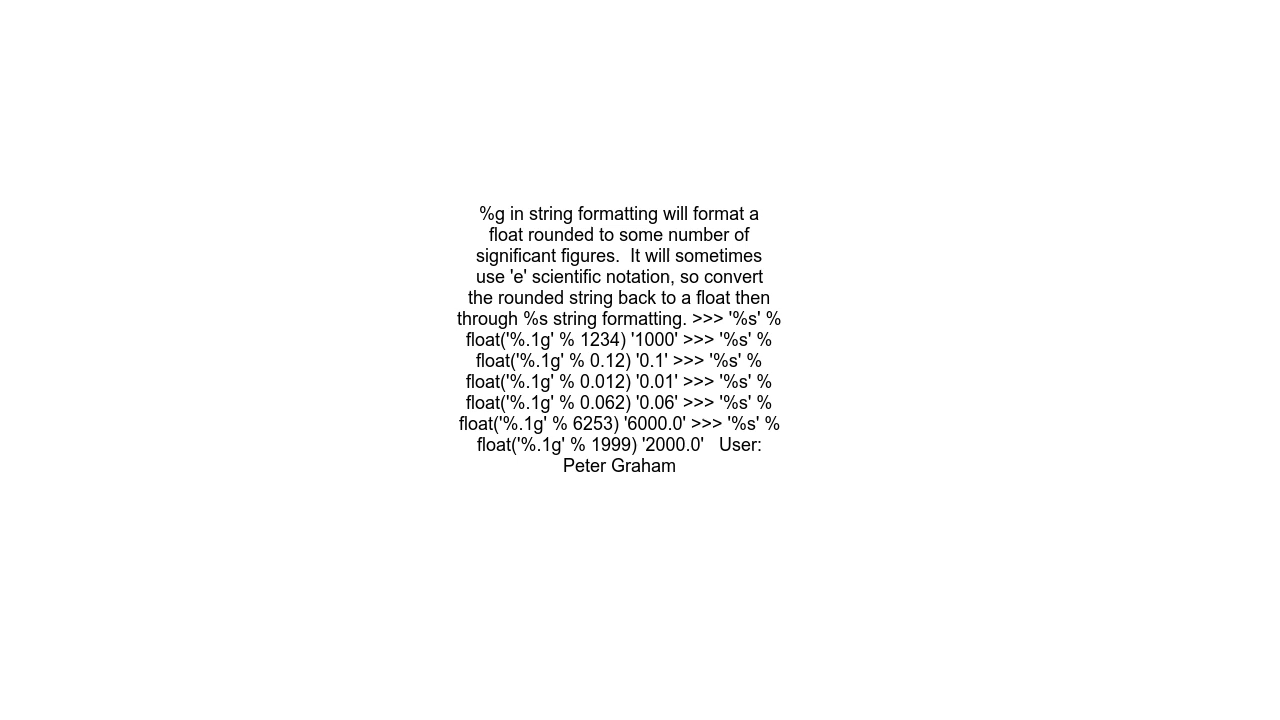 %g in string formatting will format a
float rounded to some number of
significant figures.  It will sometimes
use 'e' scientific notation, so convert
the rounded string back to a float then
through %s string formatting. >>> '%s' %
float('%.1g' % 1234) '1000' >>> '%s' %
float('%.1g' % 0.12) '0.1' >>> '%s' %
float('%.1g' % 0.012) '0.01' >>> '%s' %
float('%.1g' % 0.062) '0.06' >>> '%s' %
float('%.1g' % 6253) '6000.0' >>> '%s' %
float('%.1g' % 1999) '2000.0'   User:
Peter Graham